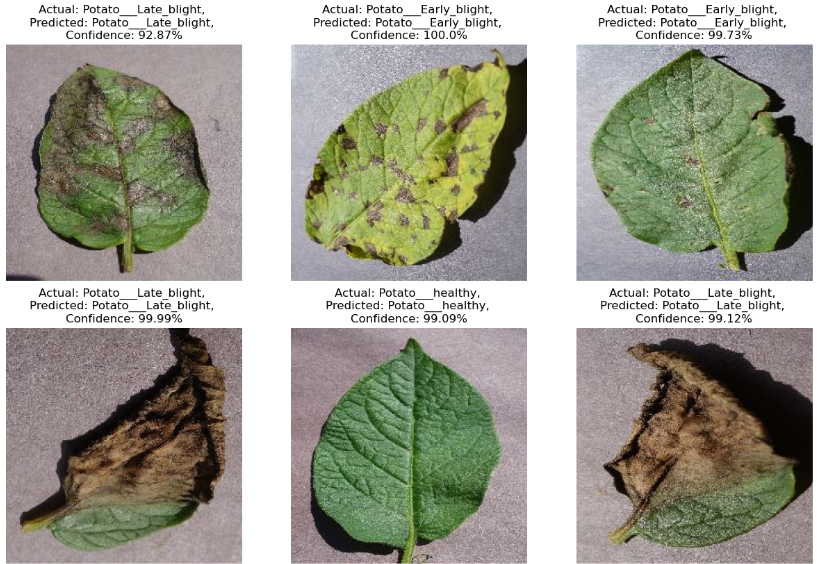 Actual: Potato___Late_blight,
Predicted: Potato___Late_blight,
Confidence: 92.87%
Actual: Potato___Early_blight,
Predicted: Potato___Early_blight,
Confidence: 100.0%
Actual: Potato___Early_blight,
Predicted: Potato___Early_blight,
Confidence: 99.73%
Actual: Potato___Late_blight,
Predicted: Potato___Late_blight,
Confidence: 99.99%
Actual: Potato___healthy,
Predicted: Potato___healthy,
Confidence: 99.09%
Actual: Potato___Late_blight,
Predicted: Potato___Late_blight,
Confidence: 99.12%